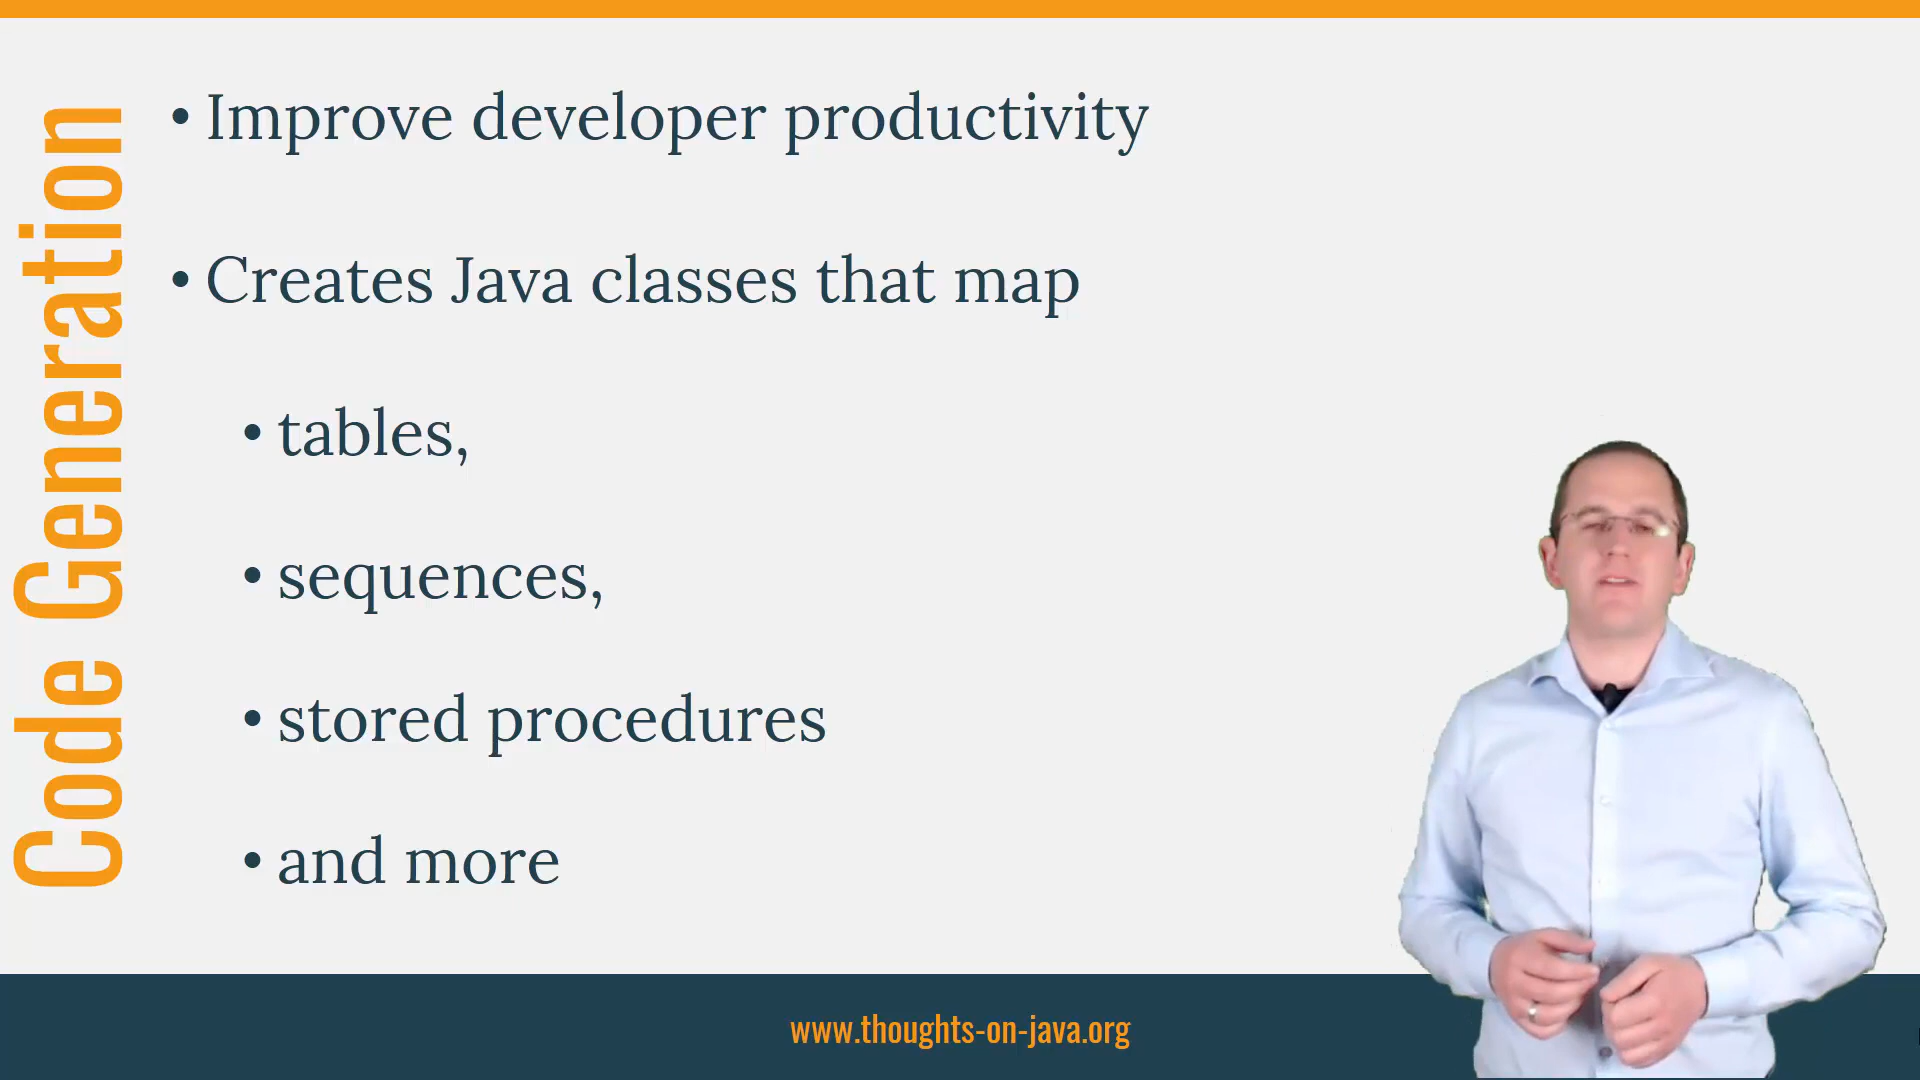 Code Generation
• Improve developer productivity
• Creates Java classes that map
• tables,
• sequences,
• stored procedures
• and more
www.thoughts-on-java.org